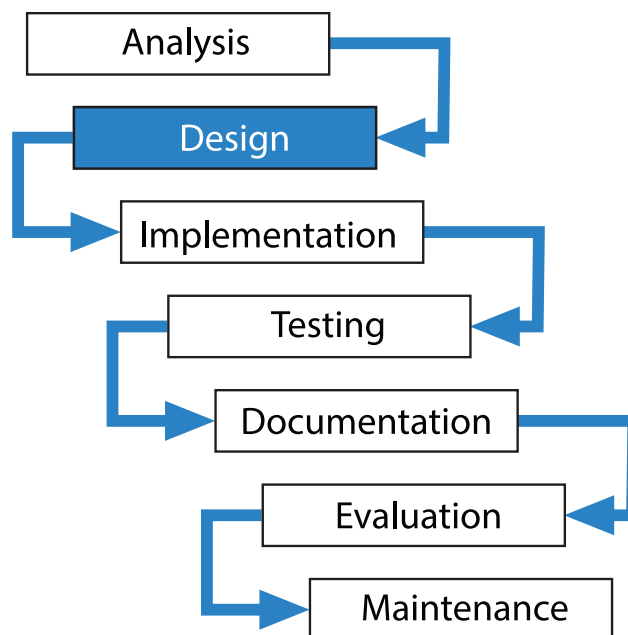 Analysis
Design
Implementation
Testing
Documentation
Evaluation
Maintenance